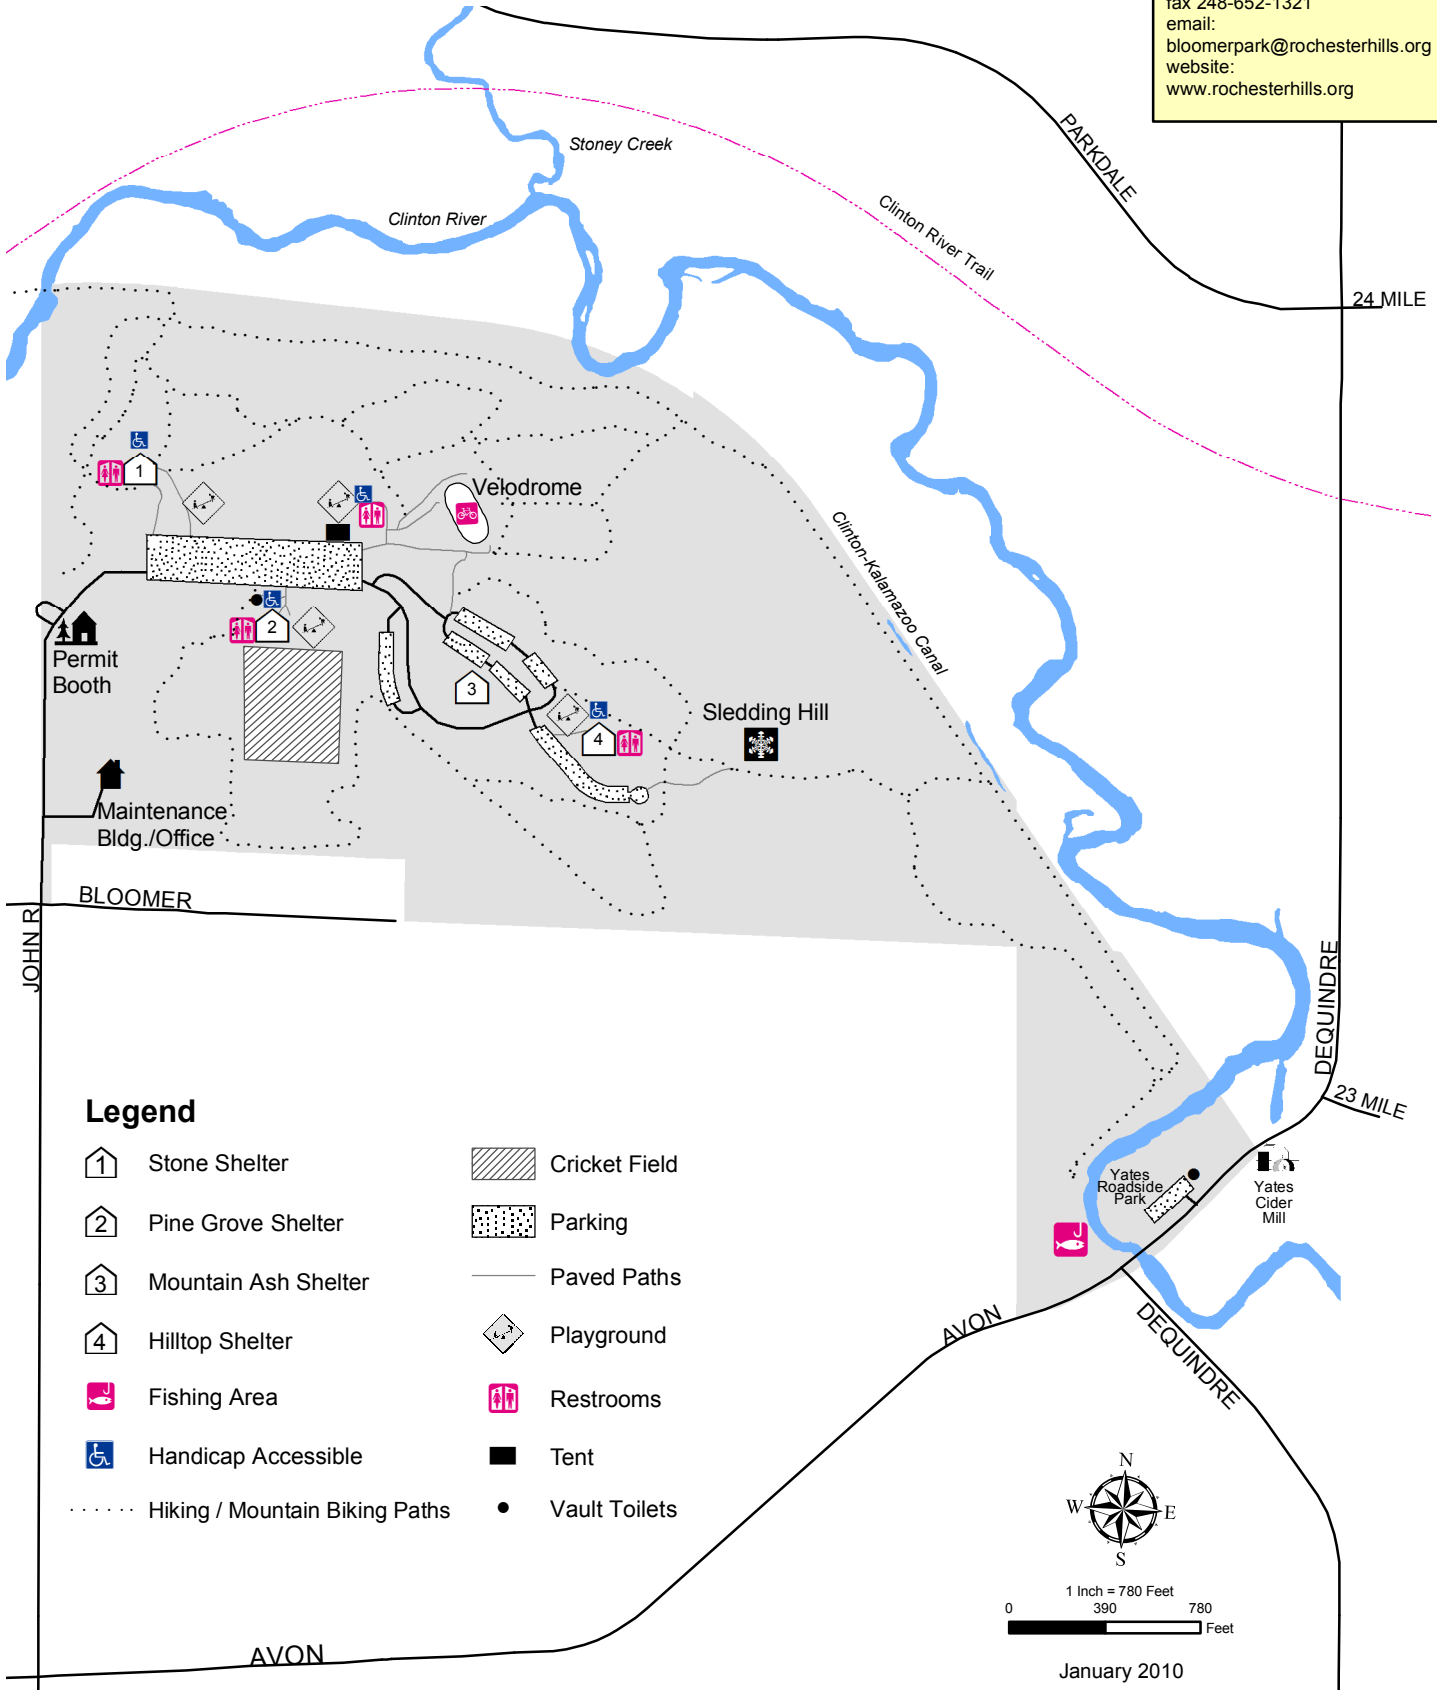 fax 248-652-1321
email:
bloomerpark@rochesterhills.org
website:
www.rochesterhills.org
PARKDALE
Stoney Creek
Clinton River
Clinton River Trail
24 MILE
1
Velodrome
Clinton-Kalamazoo Canal
2
Permit
Booth
3
Sledding Hill
4
Maintenance
Bldg./Office
BLOOMER
JOHN R
DEQUINDRE
23 MILE
Legend
1 Stone Shelter
2 Pine Grove Shelter
3 Mountain Ash Shelter
4 Hilltop Shelter
Fishing Area
Handicap Accessible
Hiking / Mountain Biking Paths
Cricket Field
Parking
Paved Paths
Playground
Restrooms
Tent
Vault Toilets
Yates
Roadside
Park
Yates
Cider
Mill
AVON
DEQUINDRE
N
W E
S
1 Inch = 780 Feet
0 390 780
Feet
AVON
January 2010